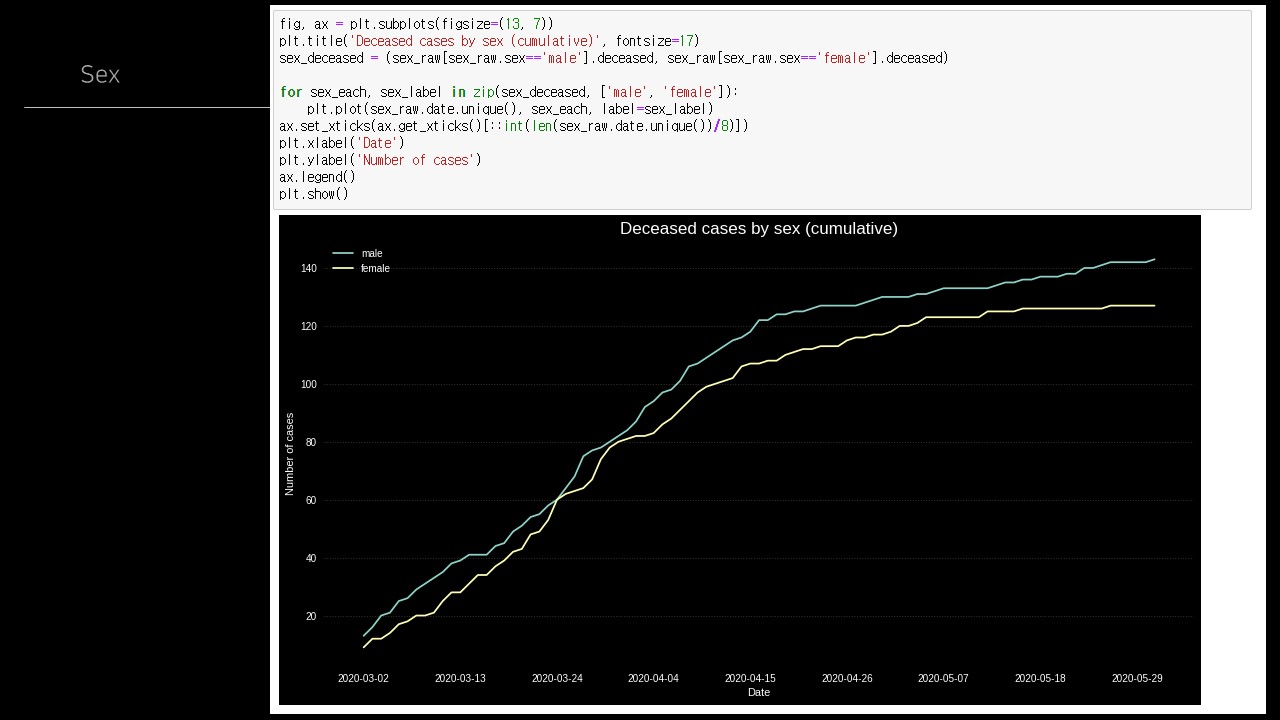 Sex
fig, ax = plt.subplots(figsize=(13, 7))
plt.title('Deceased cases by sex (cumulative)', fontsize=17)
sex_deceased = (sex_raw[sex_raw.sex=='male'].deceased, sex_raw[sex_raw.sex=='female'].deceased)
for sex_each, sex_label in zip(sex_deceased, ['male', 'female']):
    plt.plot(sex_raw.date.unique(), sex_each, label=sex_label)
ax.set_xticks(ax.get_xticks()[::int(len(sex_raw.date.unique())/8)])
plt.xlabel('Date')
plt.ylabel('Number of cases')
ax.legend()
plt.show()
Deceased cases by sex (cumulative)
male
female
140
120
100
80
60
40
20
Number of cases
2020-03-02 2020-03-13 2020-03-24 2020-04-04 2020-04-15 2020-04-26 2020-05-07 2020-05-18 2020-05-29
Date